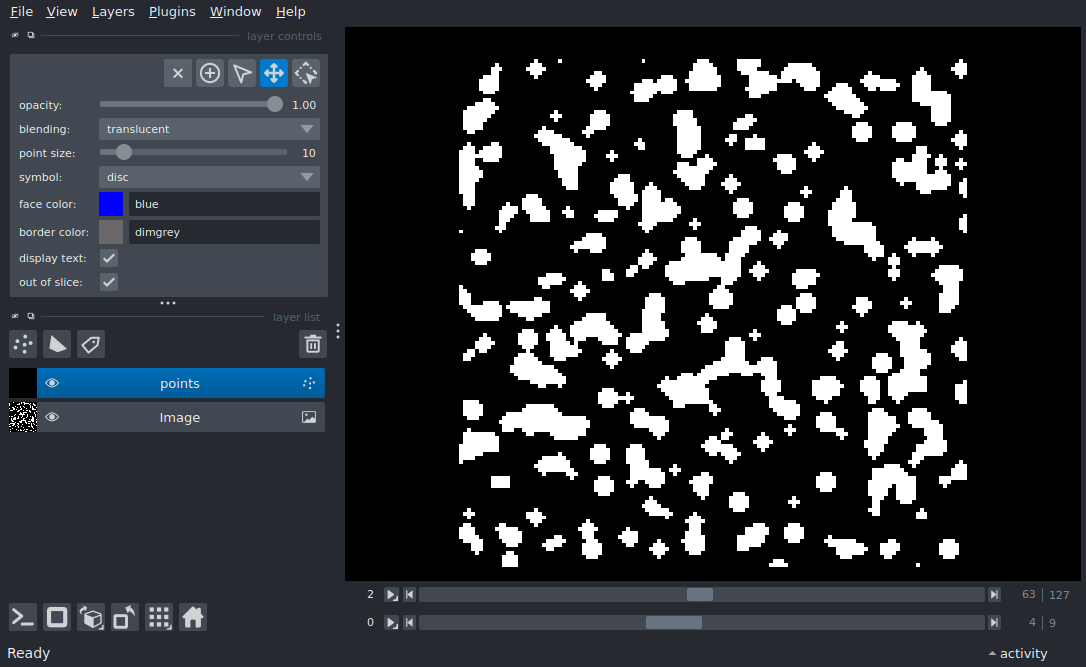 File View Layers Plugins Window Help
layer controls
opacity: 1.00
blending: translucent
point size: 10
symbol: disc
face color: blue
border color: dimgrey
display text:
out of slice:
layer list
points
Image
2 63 127
0 4 9
Ready
activity